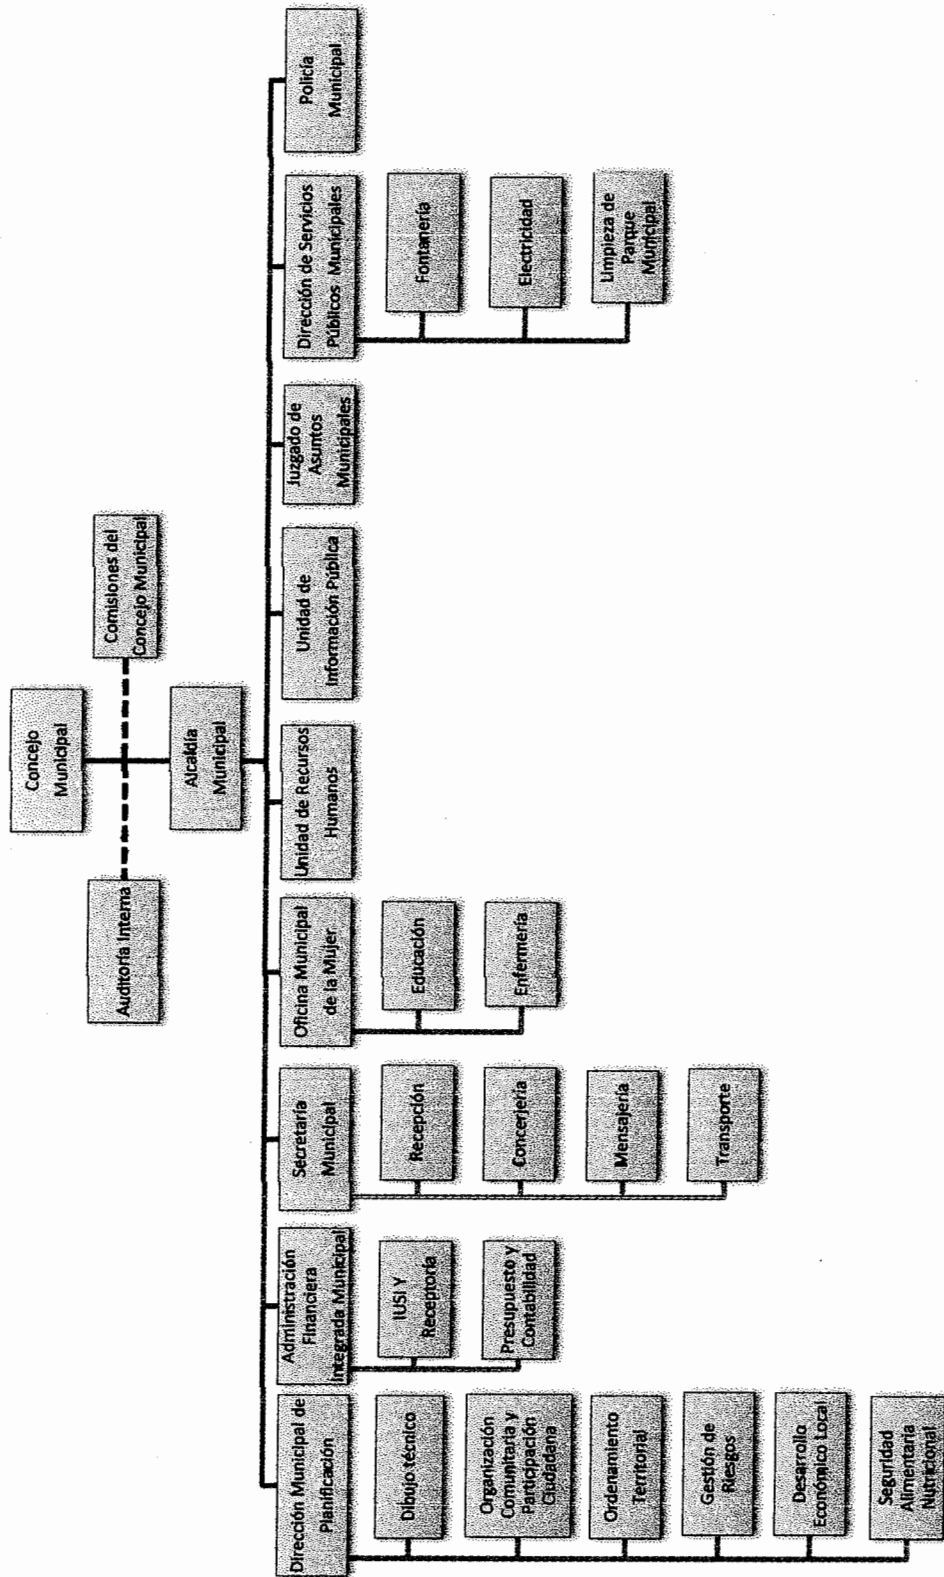 Concejo
Municipal
Auditoría Interna
Comisiones del
Concejo Municipal
Alcaldía
Municipal
Dirección Municipal de
Planificación
Dibujo técnico
Organización
Comunitaria y
Participación
Ciudadana
Ordenamiento
Territorial
Gestión de
Riesgos
Desarrollo
Económico Local
Seguridad
Alimentaria
Nutricional
Administración
Financiera
Integrada Municipal
IUSI Y
Receptoría
Presupuesto y
Contabilidad
Secretaría
Municipal
Recepción
Concerjería
Mensajería
Transporte
Oficina Municipal
de la Mujer
Educación
Enfermería
Unidad de Recursos
Humanos
Unidad de
Información Pública
Juzgado de
Asuntos
Municipales
Dirección de Servicios
Públicos Municipales
Fontanería
Electricidad
Limpieza de
Parque
Municipal
Policía
Municipal